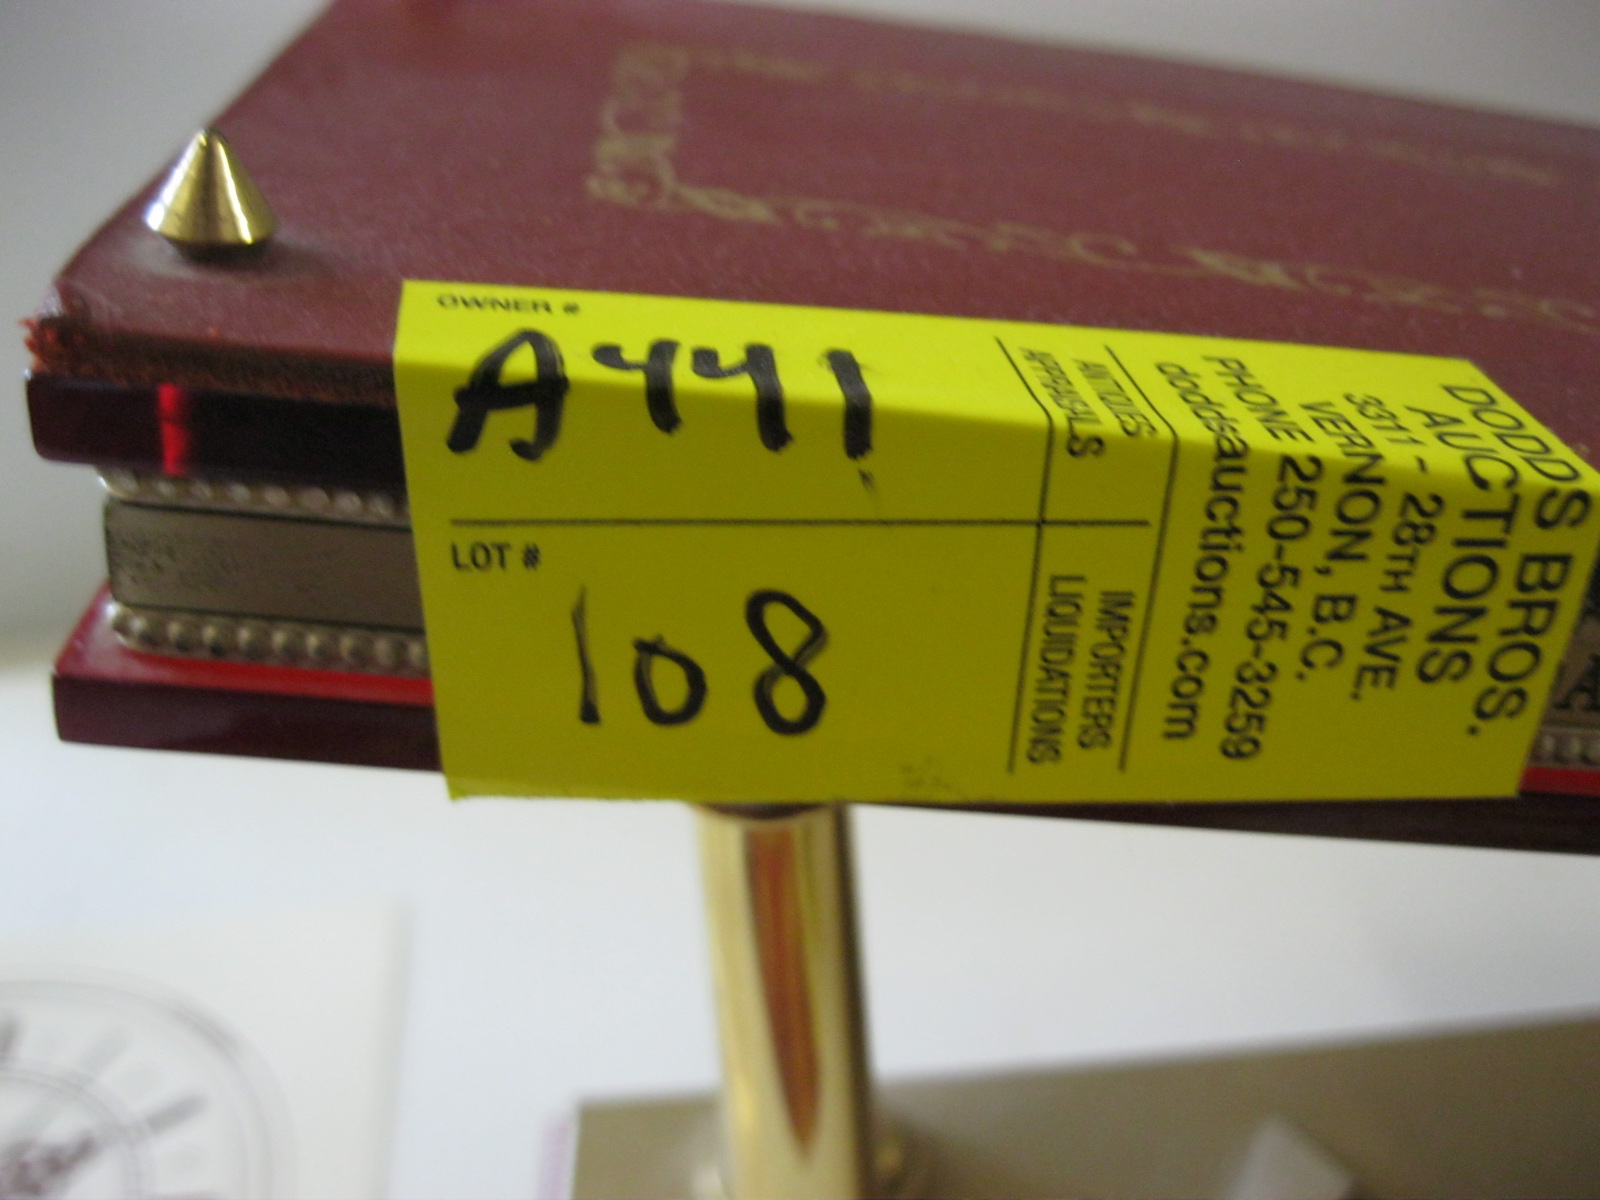 OWNER #
A441
LOT #
108
ANTIQUES
APPRAISALS
IMPORTERS
LIQUIDATIONS
DODDS BROS.
AUCTIONS
3311 - 28TH AVE.
VERNON, B.C.
PHONE 250-545-3259
doddsauctions.com